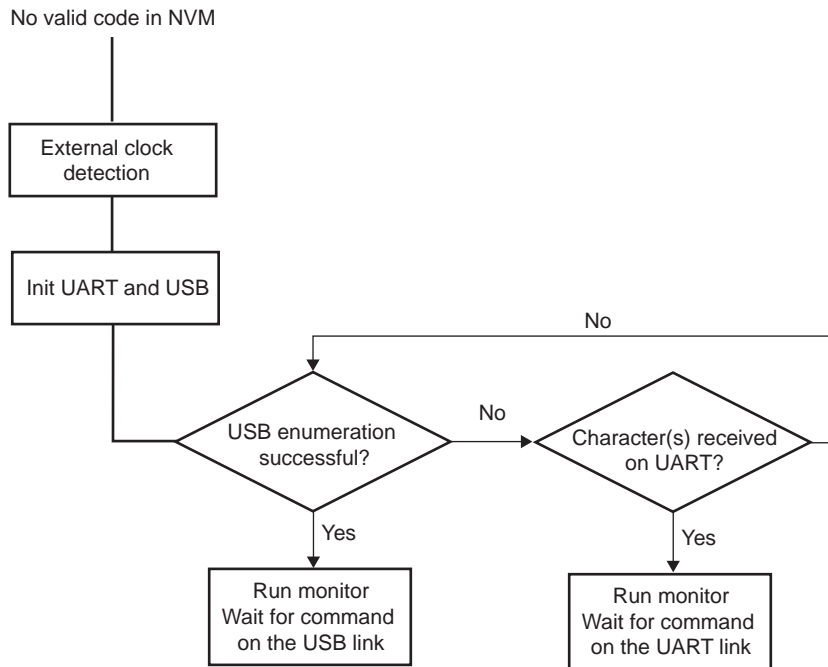 No valid code in NVM
External clock
detection
Init UART and USB
No
USB enumeration
successful?
No
Character(s) received
on UART?
Yes
Yes
Run monitor
Wait for command
on the USB link
Run monitor
Wait for command
on the UART link